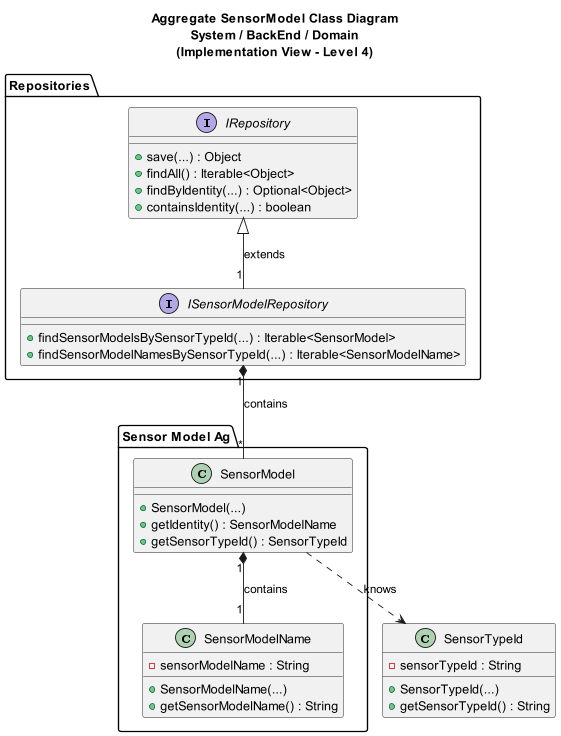 Aggregate SensorModel Class Diagram
System / BackEnd / Domain
(Implementation View - Level 4)
Repositories
I IRepository
save(...) : Object
findAll() : Iterable<Object>
findByIdentity(...) : Optional<Object>
containsIdentity(...) : boolean
extends
1
I ISensorModelRepository
findSensorModelsBySensorTypeId(...) : Iterable<SensorModel>
findSensorModelNamesBySensorTypeId(...) : Iterable<SensorModelName>
1
contains
*
Sensor Model Ag
C SensorModel
SensorModel(...)
getIdentity() : SensorModelName
getSensorTypeId() : SensorTypeId
1
contains
knows
1
C SensorModelName
sensorModelName : String
SensorModelName(...)
getSensorModelName() : String
C SensorTypeId
sensorTypeId : String
SensorTypeId(...)
getSensorTypeId() : String